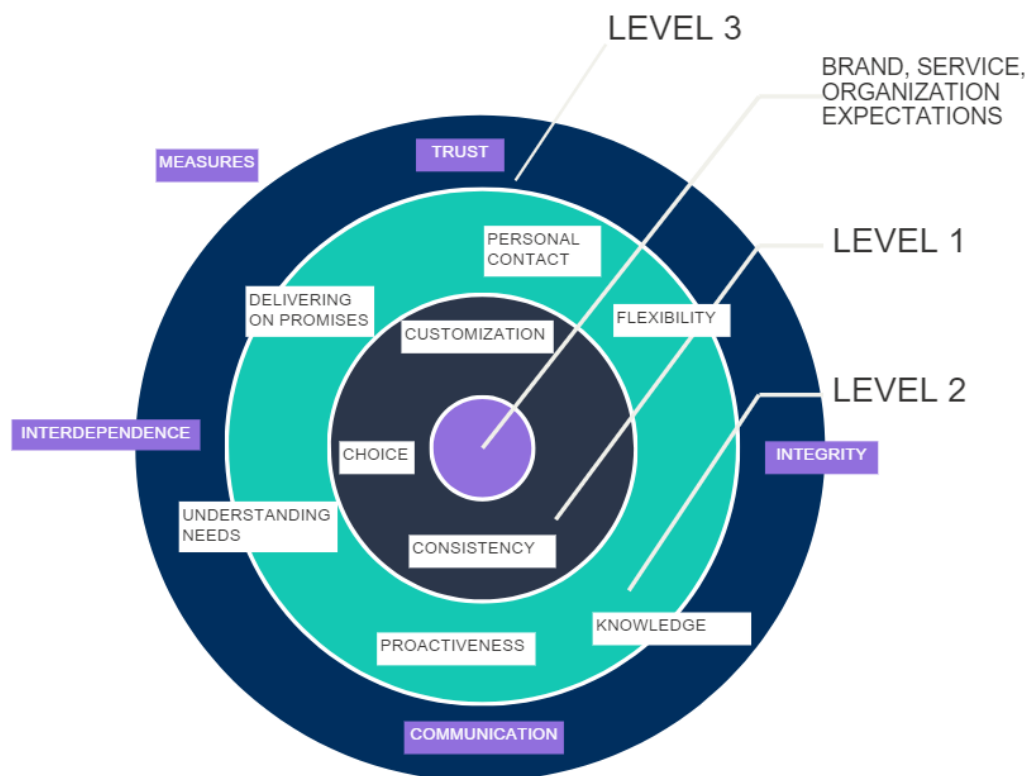 LEVEL 3
BRAND, SERVICE,
ORGANIZATION
EXPECTATIONS
MEASURES
TRUST
PERSONAL
CONTACT
LEVEL 1
DELIVERING
ON PROMISES
FLEXIBILITY
CUSTOMIZATION
LEVEL 2
INTERDEPENDENCE
CHOICE
INTEGRITY
UNDERSTANDING
NEEDS
CONSISTENCY
KNOWLEDGE
PROACTIVENESS
COMMUNICATION